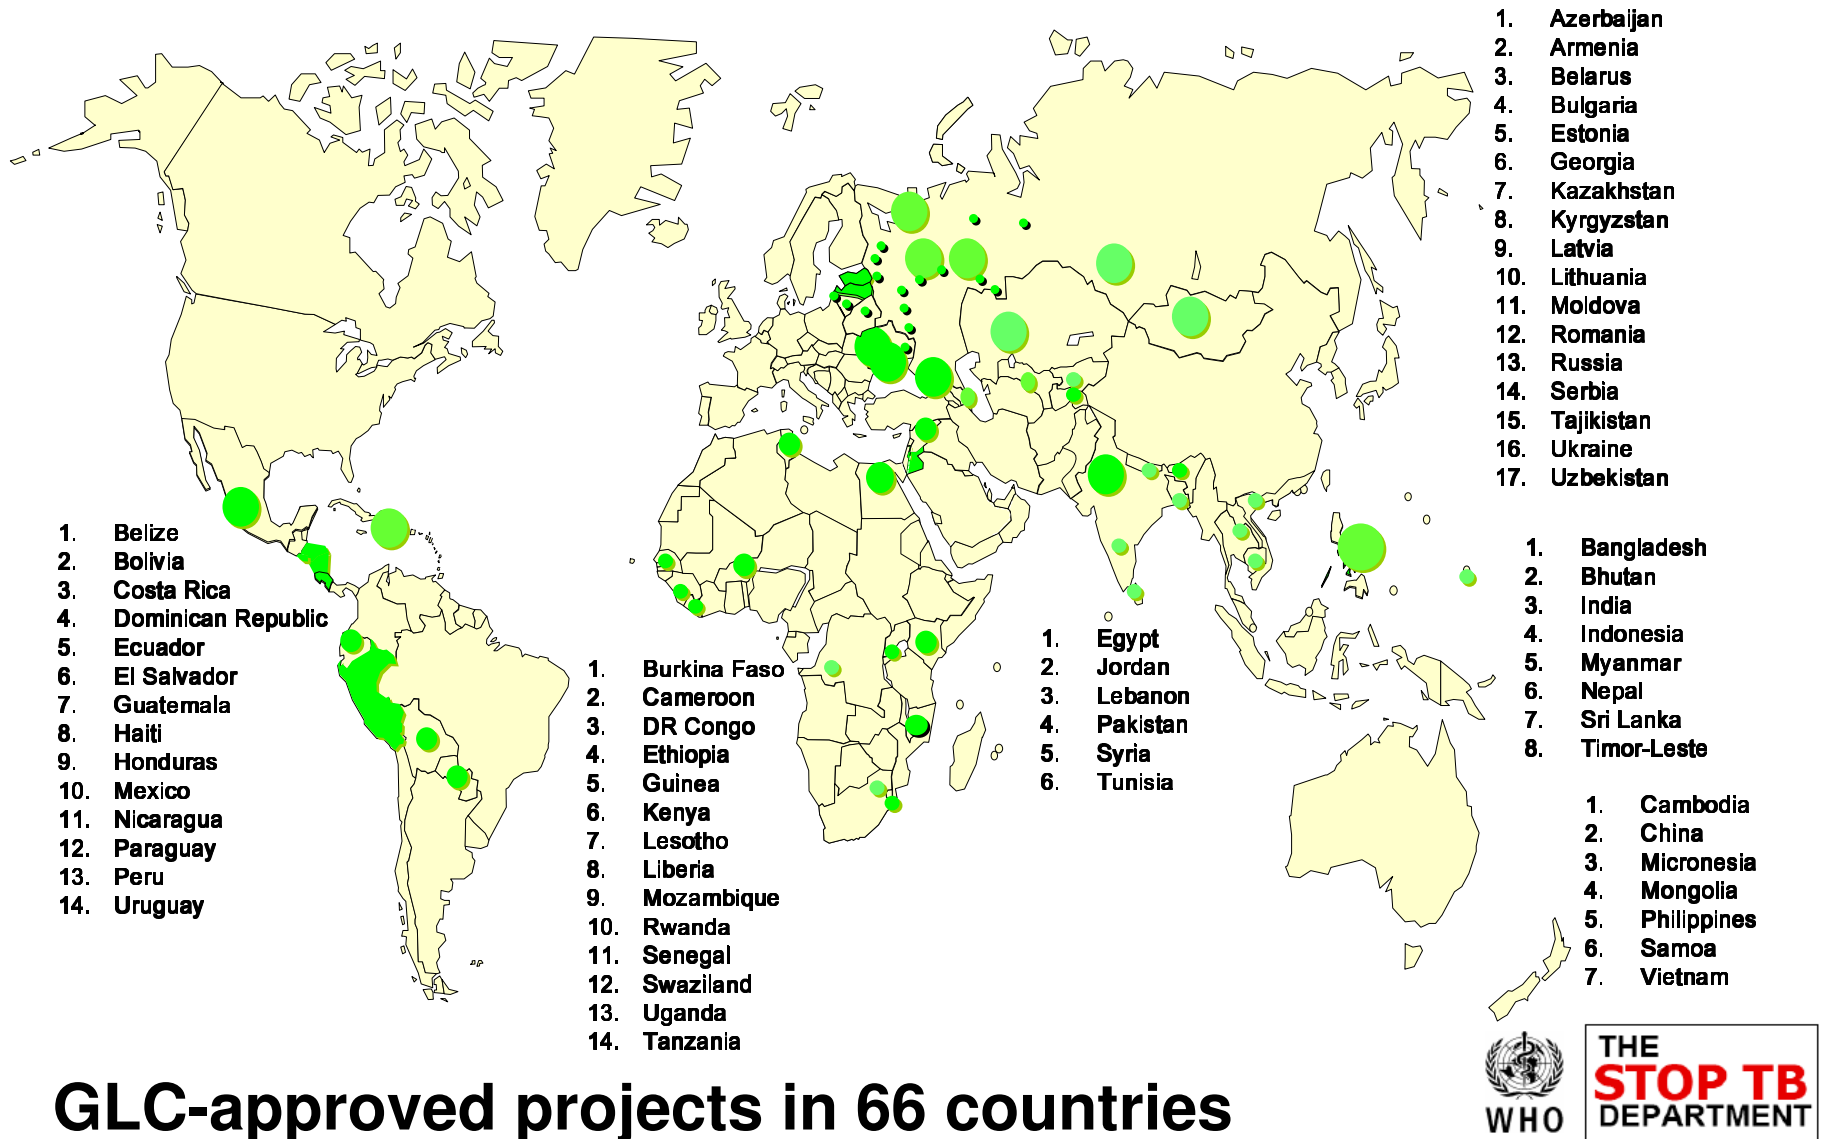 1. Azerbaijan
2. Armenia
3. Belarus
4. Bulgaria
5. Estonia
6. Georgia
7. Kazakhstan
8. Kyrgyzstan
9. Latvia
10. Lithuania
11. Moldova
12. Romania
13. Russia
14. Serbia
15. Tajikistan
16. Ukraine
17. Uzbekistan
1. Belize
2. Bolivia
3. Costa Rica
4. Dominican Republic
5. Ecuador
6. El Salvador
7. Guatemala
8. Haiti
9. Honduras
10. Mexico
11. Nicaragua
12. Paraguay
13. Peru
14. Uruguay
1. Burkina Faso
2. Cameroon
3. DR Congo
4. Ethiopia
5. Guinea
6. Kenya
7. Lesotho
8. Liberia
9. Mozambique
10. Rwanda
11. Senegal
12. Swaziland
13. Uganda
14. Tanzania
1. Egypt
2. Jordan
3. Lebanon
4. Pakistan
5. Syria
6. Tunisia
1. Bangladesh
2. Bhutan
3. India
4. Indonesia
5. Myanmar
6. Nepal
7. Sri Lanka
8. Timor-Leste
1. Cambodia
2. China
3. Micronesia
4. Mongolia
5. Philippines
6. Samoa
7. Vietnam
GLC-approved projects in 66 countries
WHO
THE
STOP TB
DEPARTMENT